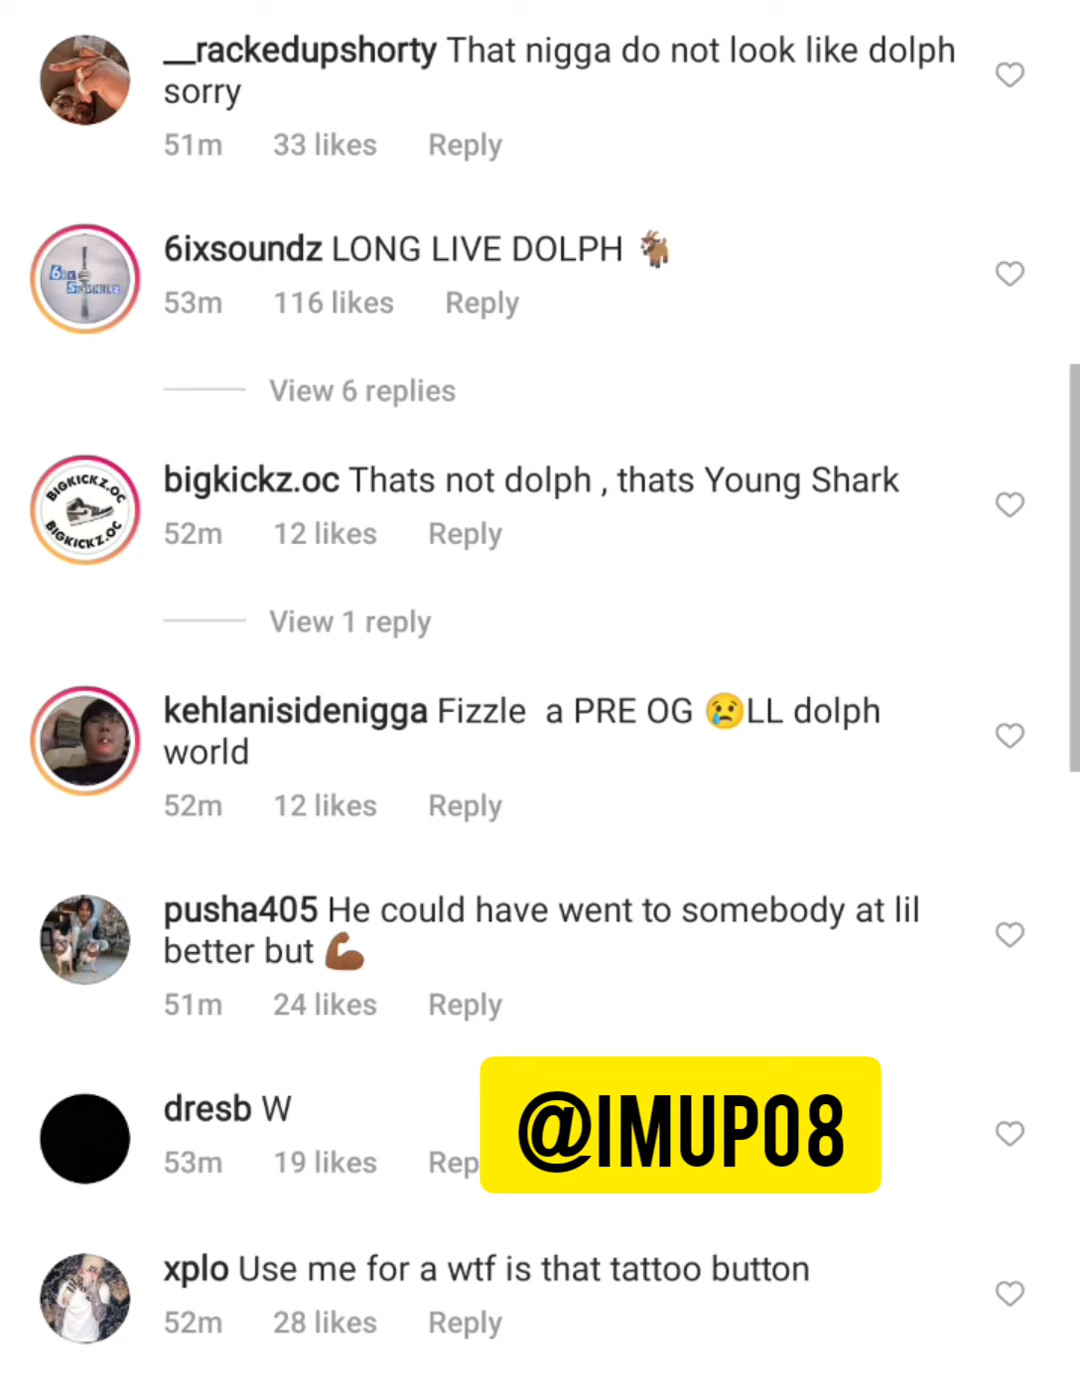 __rackedupshorty That nigga do not look like dolph
sorry
51m 33 likes Reply
6ixsoundz LONG LIVE DOLPH 🐐
53m 116 likes Reply
View 6 replies
BIGKICKZ.OC
BIGKICKZ.OC
bigkickz.oc Thats not dolph , thats Young Shark
52m 12 likes Reply
View 1 reply
kehlanisidenigga Fizzle a PRE OG 😢LL dolph
world
52m 12 likes Reply
pusha405 He could have went to somebody at lil
better but 💪🏾
51m 24 likes Reply
dresb W
53m 19 likes Rep
@IMUP08
xplo Use me for a wtf is that tattoo button
52m 28 likes Reply